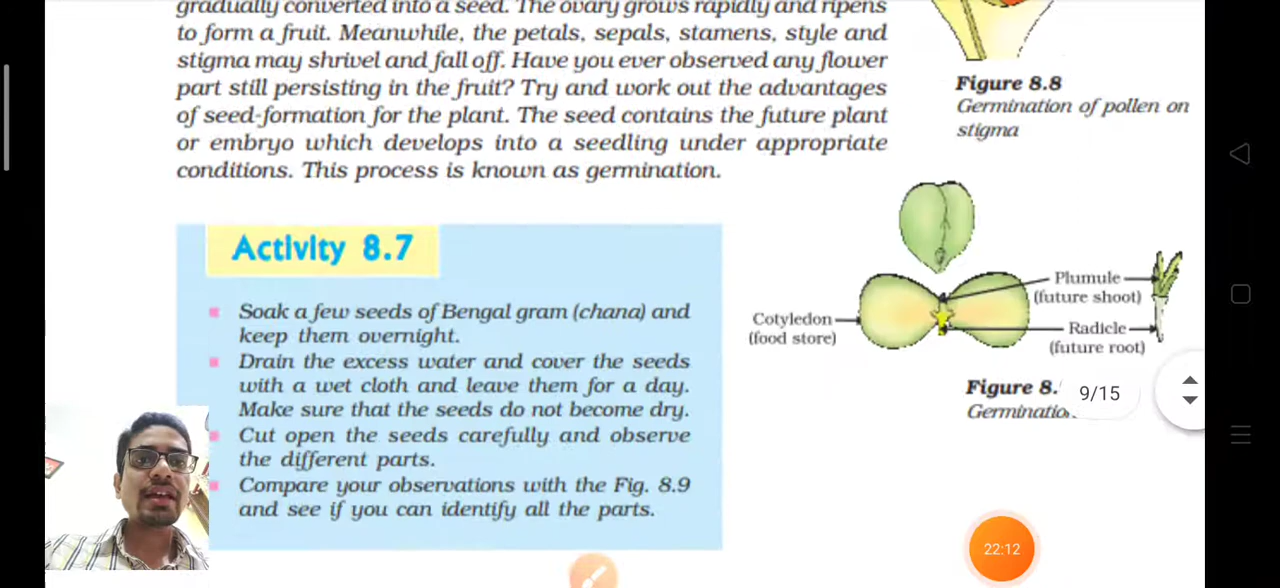 gradually converted into a seed. The ovary grows rapidly and ripens
to form a fruit. Meanwhile, the petals, sepals, stamens, style and
stigma may shrivel and fall off. Have you ever observed any flower
part still persisting in the fruit? Try and work out the advantages
of seed-formation for the plant. The seed contains the future plant
or embryo which develops into a seedling under appropriate
conditions. This process is known as germination.
Figure 8.8
Germination of pollen on
stigma
Activity 8.7
Soak a few seeds of Bengal gram (chana) and
keep them overnight.
Drain the excess water and cover the seeds
with a wet cloth and leave them for a day.
Make sure that the seeds do not become dry.
Cut open the seeds carefully and observe
the different parts.
Compare your observations with the Fig. 8.9
and see if you can identify all the parts.
Plumule
(future shoot)
Cotyledon
(food store)
Radicle
(future root)
Figure 8.
Germination
9/15
22:12